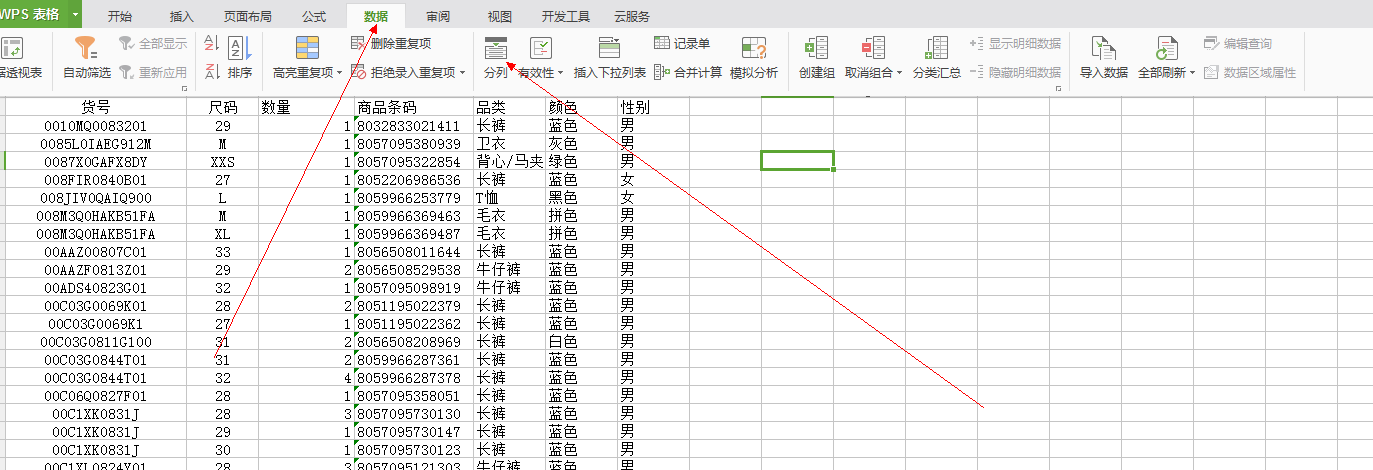 WPS 表格 开始 插入 页面布局 公式 数据 审阅 视图 开发工具 云服务
全部显示 删除重复项 记录单 显示明细数据 编辑查询
据透视表 自动筛选 重新应用 排序 高亮重复项 拒绝录入重复项 分列 有效性 插入下拉列表 合并计算 模拟分析 创建组 取消组合 分类汇总 隐藏明细数据 导入数据 全部刷新 数据区域属性
货号 尺码 数量 商品条码 品类 颜色 性别
0010MQ0083201 29 1 8032833021411 长裤 蓝色 男
0085L0IAEG912M M 1 8057095380939 卫衣 灰色 男
0087X0GAFX8DY XXS 1 8057095322854 背心/马夹 绿色 男
008FIR0840B01 27 1 8052206986536 长裤 蓝色 女
008JIV0QAIQ900 L 1 8059966253779 T恤 黑色 女
008M3Q0HAKB51FA M 1 8059966369463 毛衣 拼色 男
008M3Q0HAKB51FA XL 1 8059966369487 毛衣 拼色 男
00AAZ00807C01 33 1 8056508011644 长裤 蓝色 男
00AAZF0813Z01 29 2 8056508529538 牛仔裤 蓝色 男
00ADS40823G01 32 1 8057095098919 牛仔裤 蓝色 男
00C03G0069K01 28 2 8051195022379 长裤 蓝色 男
00C03G0069K1 27 1 8051195022362 长裤 蓝色 男
00C03G0811G100 31 2 8056508208969 长裤 白色 男
00C03G0844T01 31 2 8059966287361 长裤 蓝色 男
00C03G0844T01 32 4 8059966287378 长裤 蓝色 男
00C06Q0827F01 28 1 8057095358051 长裤 蓝色 男
00C1XK0831J 28 3 8057095730130 长裤 蓝色 男
00C1XK0831J 29 1 8057095730147 长裤 蓝色 男
00C1XK0831J 30 1 8057095730123 长裤 蓝色 男
00C1XL0824Y01 28 3 8057095121303 牛仔裤 蓝色 男